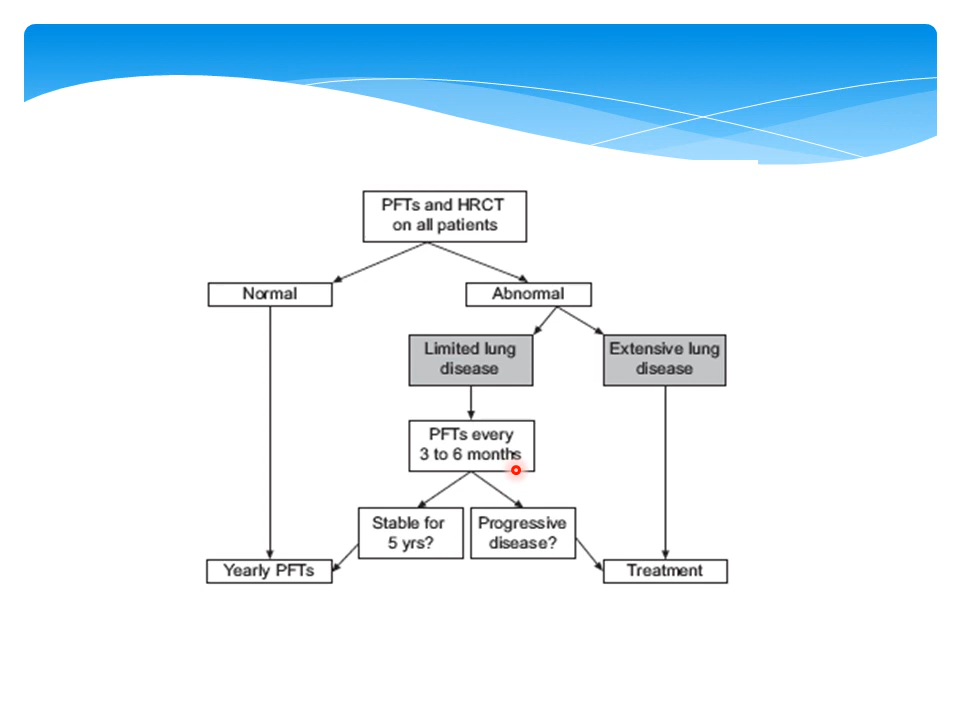 PFTs and HRCT
on all patients
Normal
Abnormal
Limited lung
disease
Extensive lung
disease
PFTs every
3 to 6 months
Stable for
5 yrs?
Progressive
disease?
Yearly PFTs
Treatment